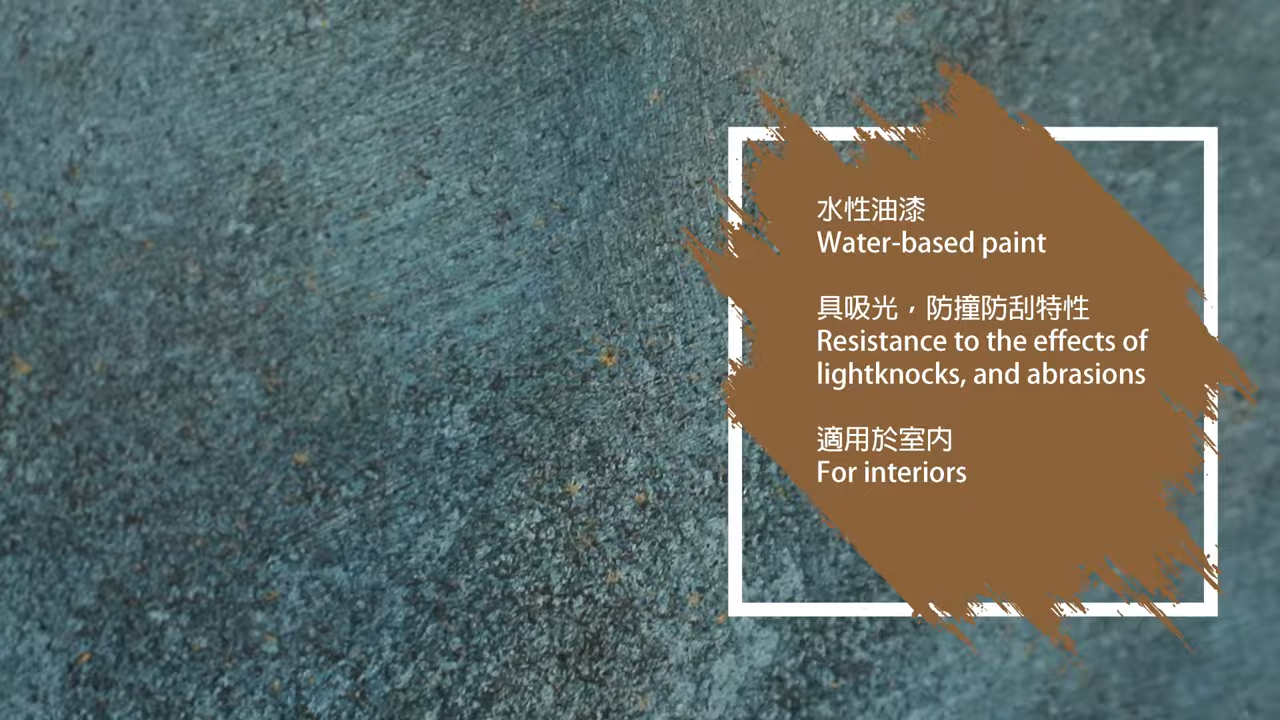 水性油漆
Water-based paint
具吸光，防撞防刮特性
Resistance to the effects of
lightknocks, and abrasions
適用於室内
For interiors